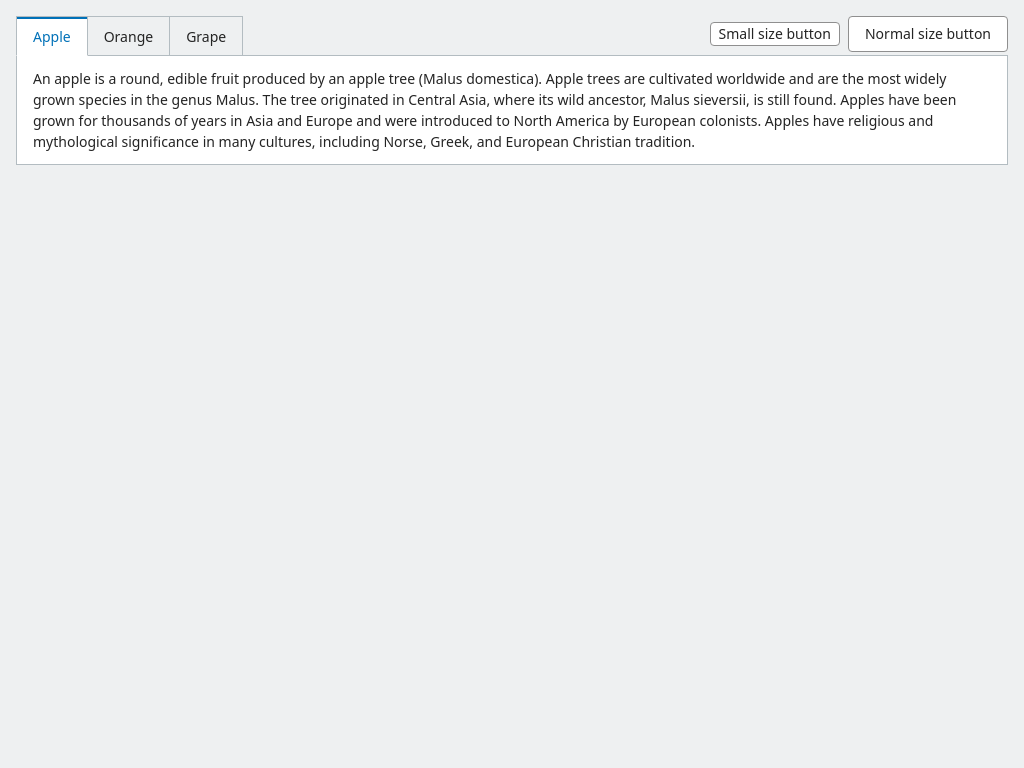 Apple Orange Grape Small size button Normal size button
An apple is a round, edible fruit produced by an apple tree (Malus domestica). Apple trees are cultivated worldwide and are the most widely
grown species in the genus Malus. The tree originated in Central Asia, where its wild ancestor, Malus sieversii, is still found. Apples have been
grown for thousands of years in Asia and Europe and were introduced to North America by European colonists. Apples have religious and
mythological significance in many cultures, including Norse, Greek, and European Christian tradition.